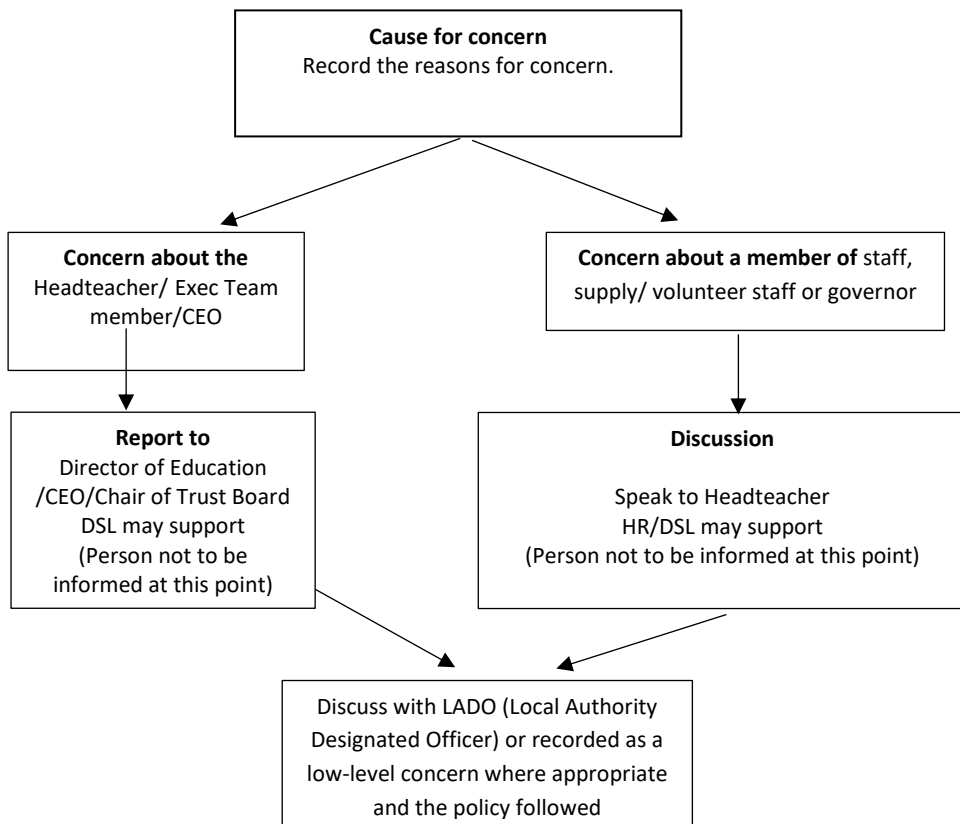 Cause for concern
Record the reasons for concern.
Concern about the
Headteacher/ Exec Team
member/CEO
Concern about a member of staff,
supply/ volunteer staff or governor
Report to
Director of Education
/CEO/Chair of Trust Board
DSL may support
(Person not to be
informed at this point)
Discussion
Speak to Headteacher
HR/DSL may support
(Person not to be informed at this point)
Discuss with LADO (Local Authority
Designated Officer) or recorded as a
low-level concern where appropriate
and the policy followed